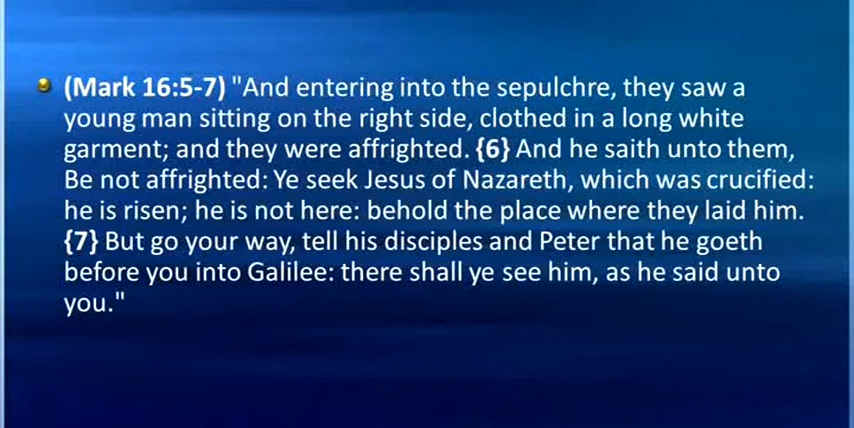 (Mark 16:5-7) "And entering into the sepulchre, they saw a
young man sitting on the right side, clothed in a long white
garment; and they were affrighted. {6} And he saith unto them,
Be not affrighted: Ye seek Jesus of Nazareth, which was crucified:
he is risen; he is not here: behold the place where they laid him.
{7} But go your way, tell his disciples and Peter that he goeth
before you into Galilee: there shall ye see him, as he said unto
you."